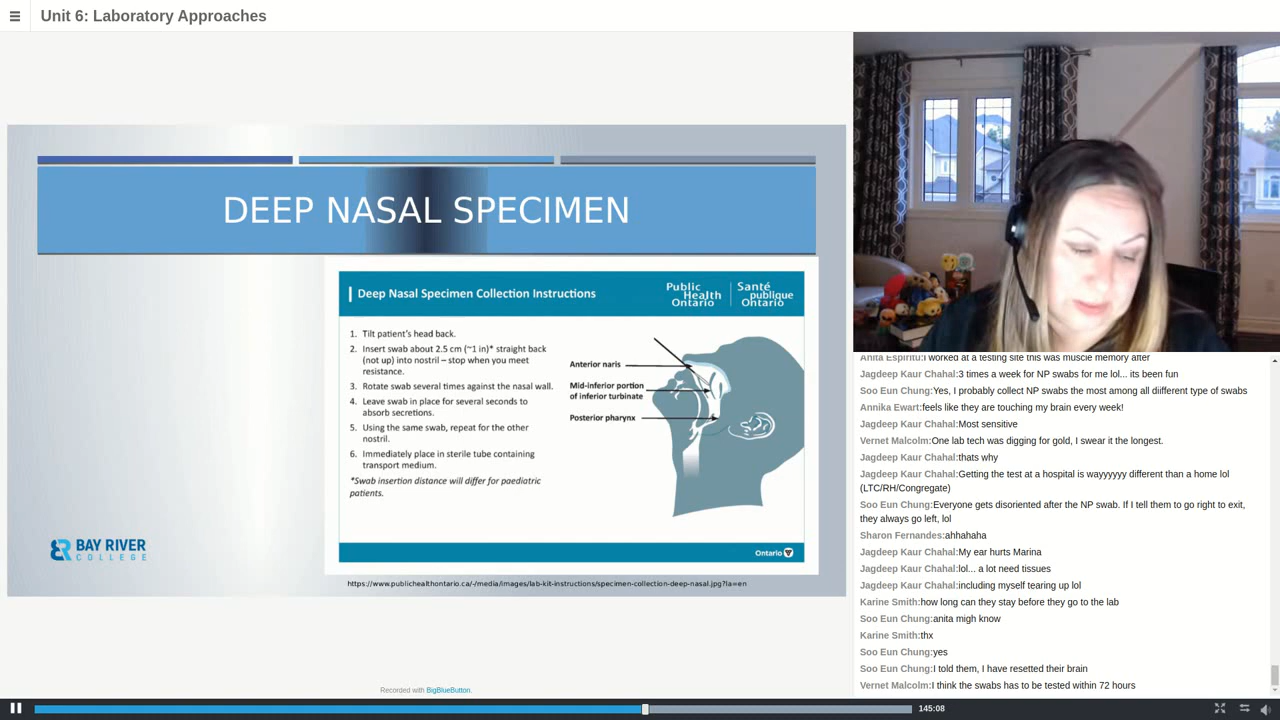 Unit 6: Laboratory Approaches
DEEP NASAL SPECIMEN
Deep Nasal Specimen Collection Instructions
Public
Health
Ontario
Santé
publique
Ontario
1. Tilt patient's head back.
2. Insert swab about 2.5 cm (~1 in)* straight back
(not up) into nostril – stop when you meet
resistance.
3. Rotate swab several times against the nasal wall.
4. Leave swab in place for several seconds to
absorb secretions.
5. Using the same swab, repeat for the other
nostril.
6. Immediately place in sterile tube containing
transport medium.
*Swab insertion distance will differ for paediatric
patients.
Anterior naris
Mid-inferior portion
of inferior turbinate
Posterior pharynx
Ontario
BAY RIVER
COLLEGE
https://www.publichealthontario.ca/-/media/images/lab-kit-instructions/specimen-collection-deep-nasal.jpg?la=en
Recorded with BigBlueButton.
Anita Espiritu:I worked at a testing site this was muscle memory after
Jagdeep Kaur Chahal:3 times a week for NP swabs for me lol... its been fun
Soo Eun Chung:Yes, I probably collect NP swabs the most among all diifferent type of swabs
Annika Ewart:feels like they are touching my brain every week!
Jagdeep Kaur Chahal:Most sensitive
Vernet Malcolm:One lab tech was digging for gold, I swear it the longest.
Jagdeep Kaur Chahal:thats why
Jagdeep Kaur Chahal:Getting the test at a hospital is wayyyyyy different than a home lol
(LTC/RH/Congregate)
Soo Eun Chung:Everyone gets disoriented after the NP swab. If I tell them to go right to exit,
they always go left, lol
Sharon Fernandes:ahhahaha
Jagdeep Kaur Chahal:My ear hurts Marina
Jagdeep Kaur Chahal:lol... a lot need tissues
Jagdeep Kaur Chahal:including myself tearing up lol
Karine Smith:how long can they stay before they go to the lab
Soo Eun Chung:anita migh know
Karine Smith:thx
Soo Eun Chung:yes
Soo Eun Chung:I told them, I have resetted their brain
Vernet Malcolm:I think the swabs has to be tested within 72 hours
145:08